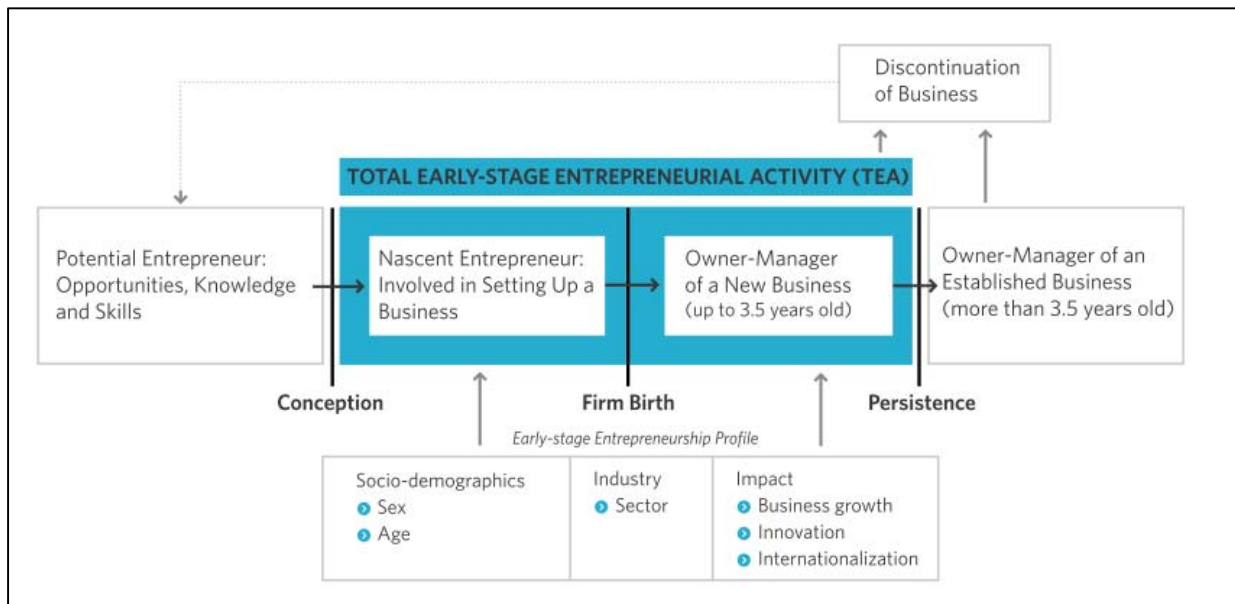 Discontinuation
of Business
TOTAL EARLY-STAGE ENTREPRENEURIAL ACTIVITY (TEA)
Potential Entrepreneur:
Opportunities, Knowledge
and Skills
Nascent Entrepreneur:
Involved in Setting Up a
Business
Owner-Manager
of a New Business
(up to 3.5 years old)
Owner-Manager of an
Established Business
(more than 3.5 years old)
Conception
Firm Birth
Persistence
Early-stage Entrepreneurship Profile
Socio-demographics
Sex
Age
Industry
Sector
Impact
Business growth
Innovation
Internationalization